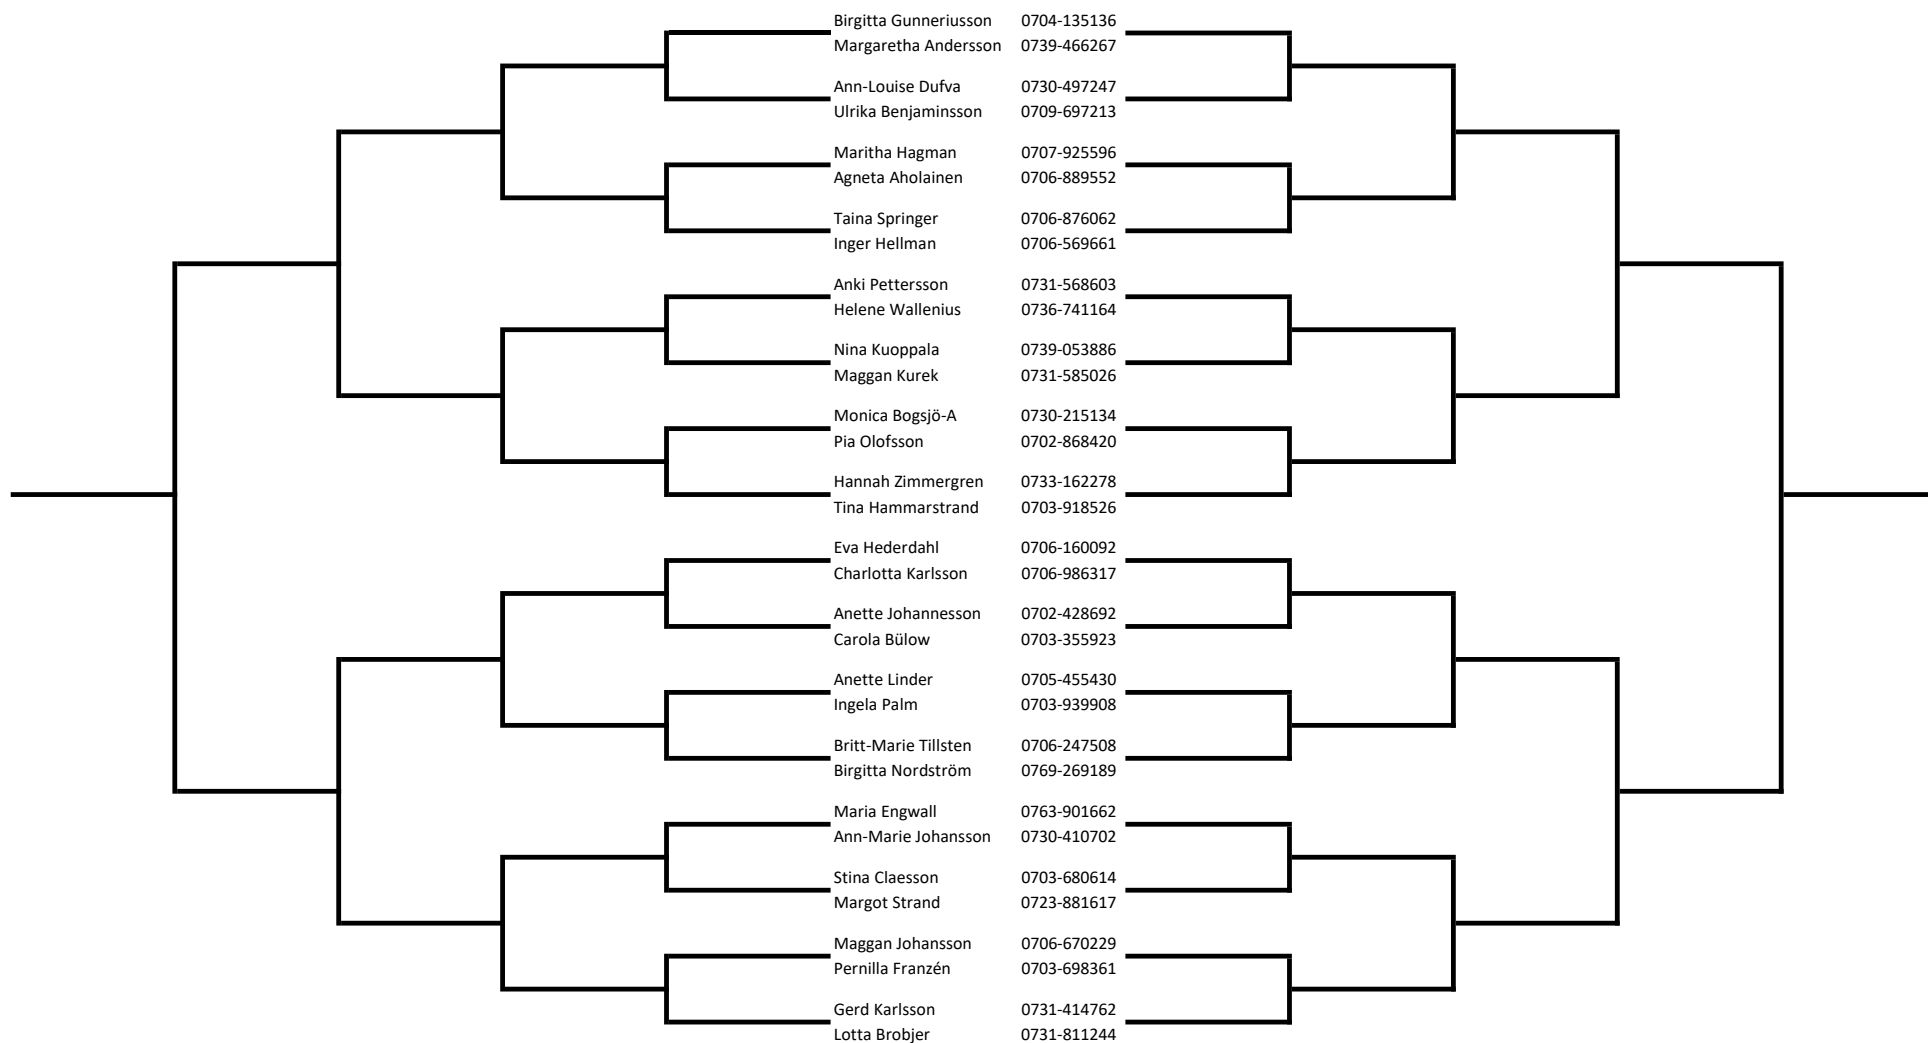 Birgitta Gunneriusson 0704-135136
Margaretha Andersson 0739-466267
Ann-Louise Dufva 0730-497247
Ulrika Benjaminsson 0709-697213
Maritha Hagman 0707-925596
Agneta Aholainen 0706-889552
Taina Springer 0706-876062
Inger Hellman 0706-569661
Anki Pettersson 0731-568603
Helene Wallenius 0736-741164
Nina Kuoppala 0739-053886
Maggan Kurek 0731-585026
Monica Bogsjö-A 0730-215134
Pia Olofsson 0702-868420
Hannah Zimmergren 0733-162278
Tina Hammarstrand 0703-918526
Eva Hederdahl 0706-160092
Charlotta Karlsson 0706-986317
Anette Johannesson 0702-428692
Carola Bülow 0703-355923
Anette Linder 0705-455430
Ingela Palm 0703-939908
Britt-Marie Tillsten 0706-247508
Birgitta Nordström 0769-269189
Maria Engwall 0763-901662
Ann-Marie Johansson 0730-410702
Stina Claesson 0703-680614
Margot Strand 0723-881617
Maggan Johansson 0706-670229
Pernilla Franzén 0703-698361
Gerd Karlsson 0731-414762
Lotta Brobjer 0731-811244